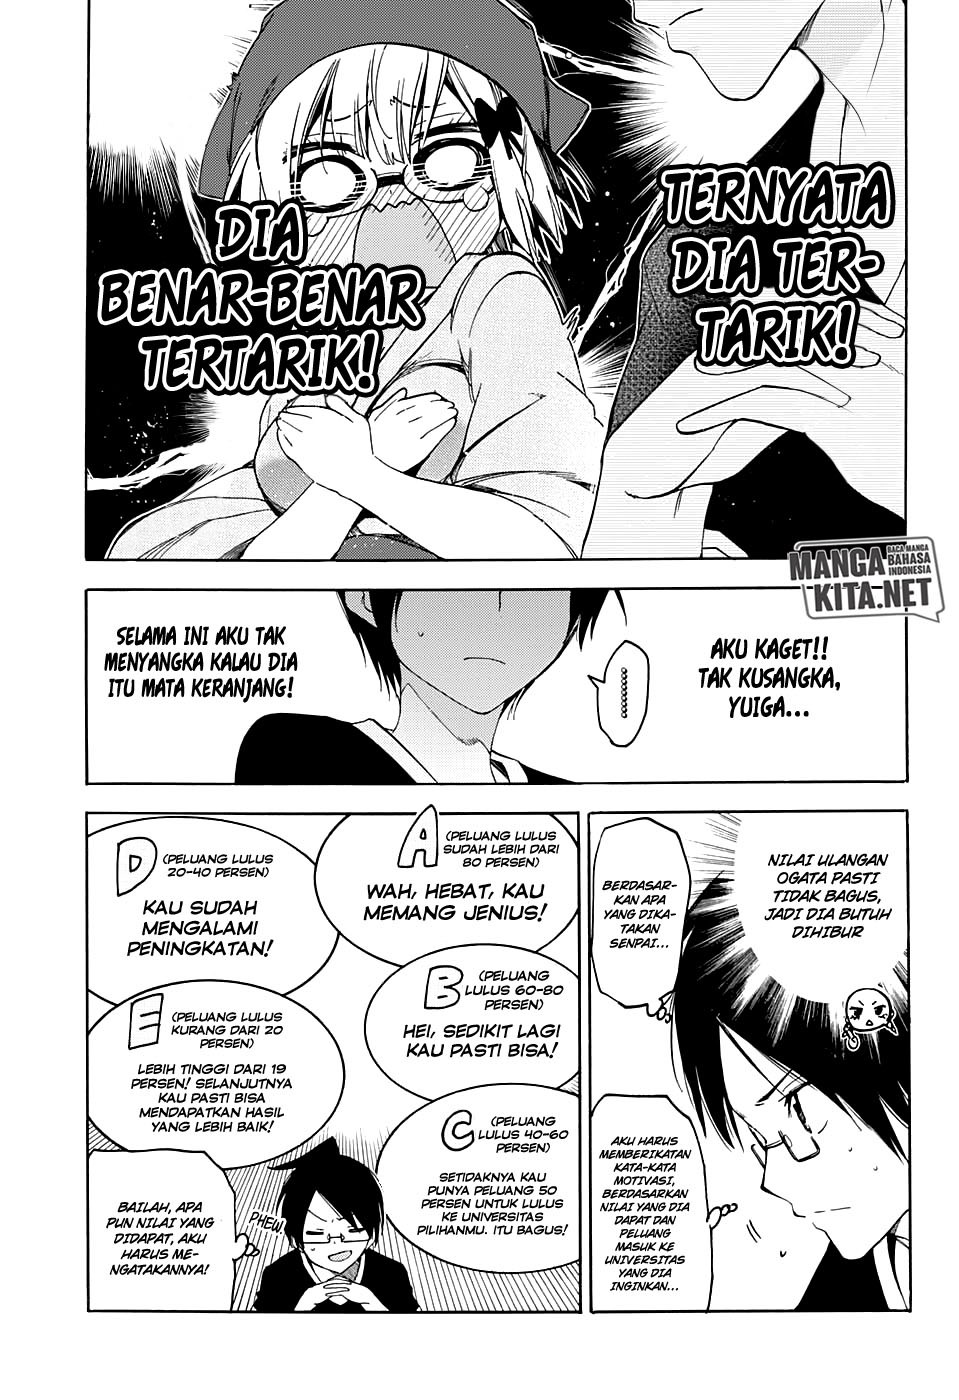 TERNYATA
DIA TER-
TARIK!
DIA
BENAR-BENAR
TERTARIK!
MANGA
BACA MANGA
BAHASA
INDONESIA
KITA.NET
AKU KAGET!!
TAK KUSANGKA,
YUIGA...
SELAMA INI AKU TAK
MENYANGKA KALAU DIA
ITU MATA KERANJANG!
NILAI ULANGAN
OGATA PASTI
TIDAK BAGUS,
JADI DIA BUTUH
DIHIBUR
BERDASAR-
KAN APA
YANG DIKA-
TAKAN
SENPAI...
AKU HARUS
MEMBERIKATAN
KATA-KATA
MOTIVASI,
BERDASARKAN
NILAI YANG DIA
DAPAT DAN
PELUANG
MASUK KE
UNIVERSITAS
YANG DIA
INGINKAN...
A
(PELUANG LULUS
SUDAH LEBIH DARI
80 PERSEN)
WAH, HEBAT, KAU
MEMANG JENIUS!
B
(PELUANG
LULUS 60-80
PERSEN)
HEI, SEDIKIT LAGI
KAU PASTI BISA!
C
(PELUANG
LULUS 40-60
PERSEN)
SETIDAKNYA KAU
PUNYA PELUANG 50
PERSEN UNTUK LULUS
KE UNIVERSITAS
PILIHANMU. ITU BAGUS!
D
(PELUANG LULUS
20-40 PERSEN)
KAU SUDAH
MENGALAMI
PENINGKATAN!
E
(PELUANG LULUS
KURANG DARI 20
PERSEN)
LEBIH TINGGI DARI 19
PERSEN! SELANJUTNYA
KAU PASTI BISA
MENDAPATKAN HASIL
YANG LEBIH BAIK!
PHEW
BAILAH, APA
PUN NILAI YANG
DIDAPAT, AKU
HARUS ME-
NGATAKANNYA!